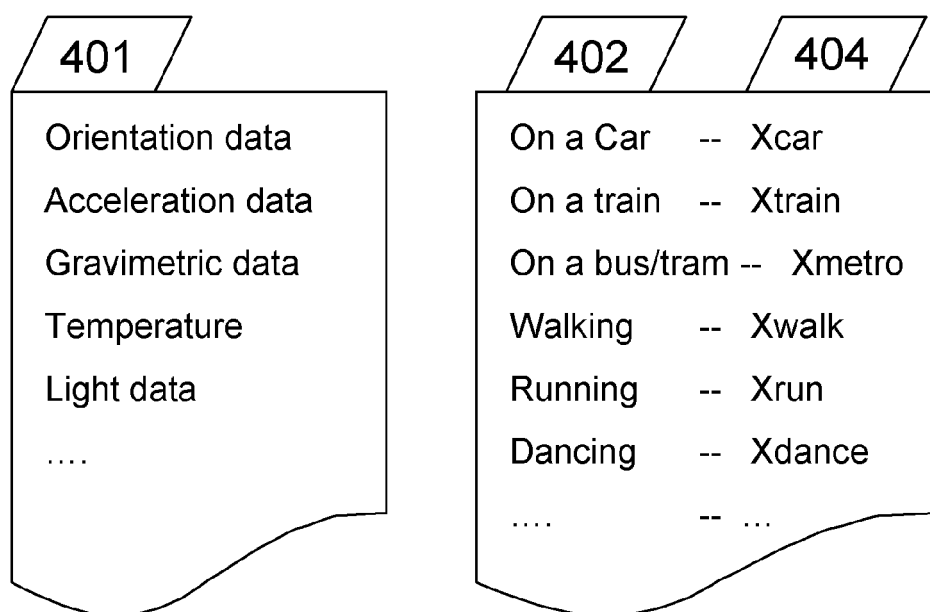 401
Orientation data
Acceleration data
Gravimetric data
Temperature
Light data
....
402 404
On a Car -- Xcar
On a train -- Xtrain
On a bus/tram -- Xmetro
Walking -- Xwalk
Running -- Xrun
Dancing -- Xdance
.... -- ...